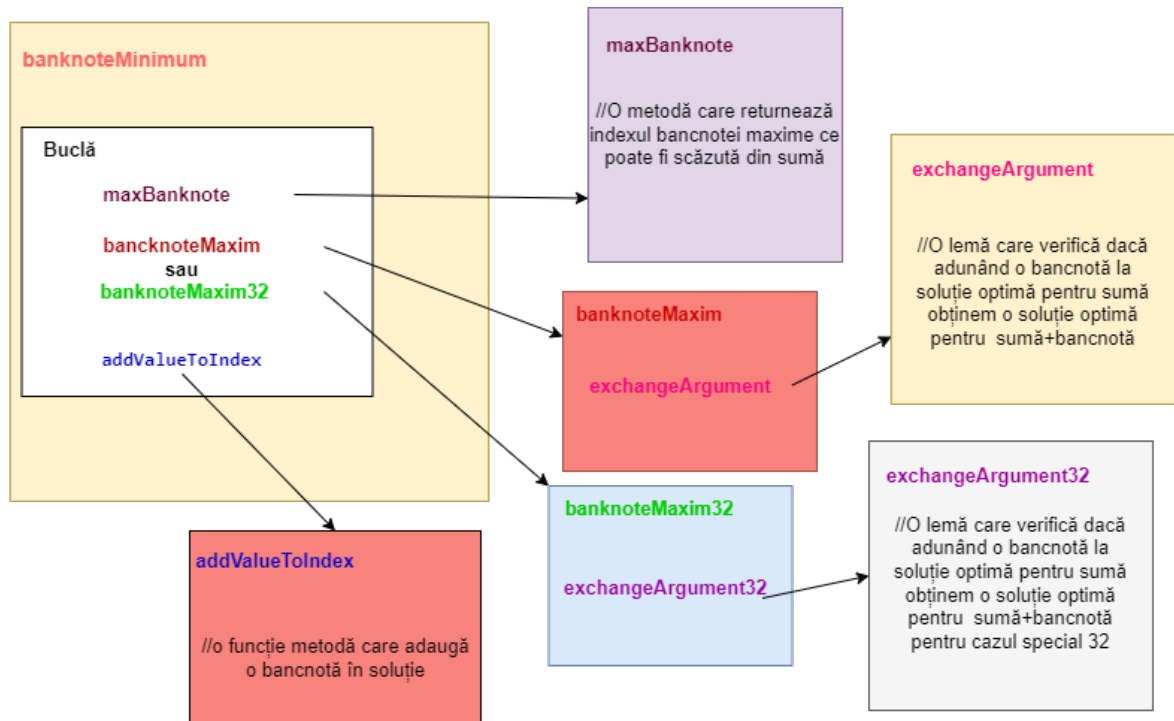 banknoteMinimum
Buclă
maxBanknote
bancknoteMaxim
sau
banknoteMaxim32
addValueToIndex
maxBanknote
//O metodă care returnează
indexul bancnotei maxime ce
poate fi scăzută din sumă
exchangeArgument
//O lemă care verifică dacă
adunând o bancnotă la
soluție optimă pentru sumă
obținem o soluție optimă
pentru sumă+bancnotă
banknoteMaxim
exchangeArgument
banknoteMaxim32
exchangeArgument32
exchangeArgument32
//O lemă care verifică dacă
adunând o bancnotă la
soluție optimă pentru sumă
obținem o soluție optimă
pentru sumă+bancnotă
pentru cazul special 32
addValueToIndex
//o funcție metodă care adaugă
o bancnotă în soluție